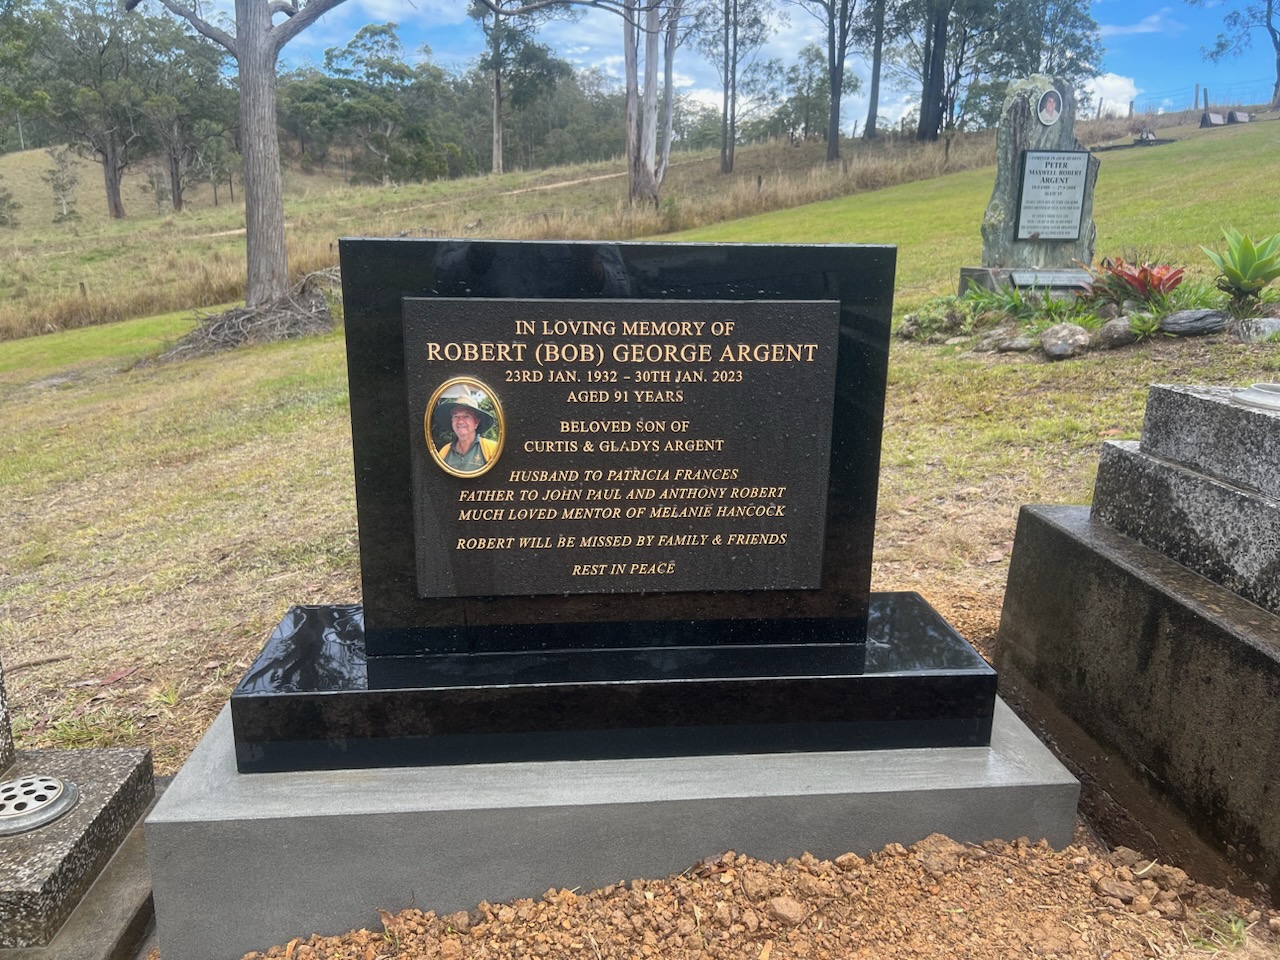 IN LOVING MEMORY OF
ROBERT (BOB) GEORGE ARGENT
23RD JAN. 1932 – 30TH JAN. 2023
AGED 91 YEARS
BELOVED SON OF
CURTIS & GLADYS ARGENT
HUSBAND TO PATRICIA FRANCES
FATHER TO JOHN PAUL AND ANTHONY ROBERT
MUCH LOVED MENTOR OF MELANIE HANCOCK
ROBERT WILL BE MISSED BY FAMILY & FRIENDS
REST IN PEACE
PETER
MAXWELL ROBERT
ARGENT